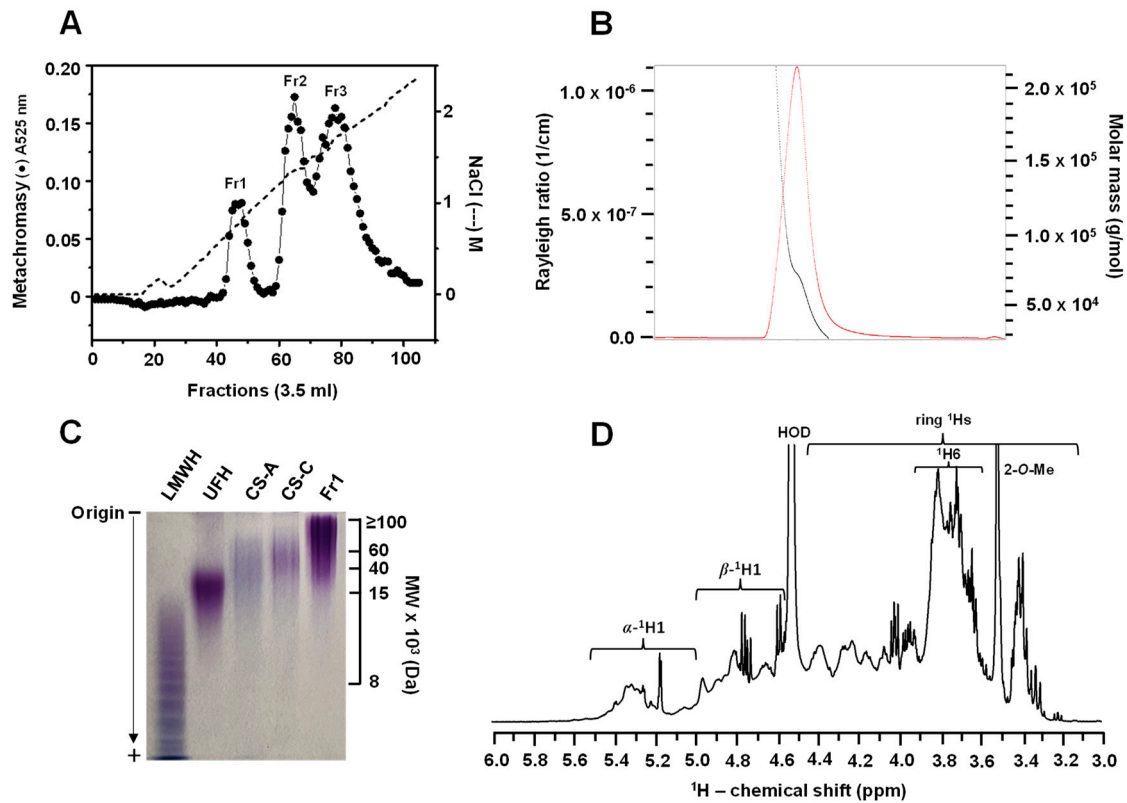 A
Metachromasy (●) A525 nm
0.20
0.15
0.10
0.05
0
Fr1
Fr2
Fr3
2
1
0
NaCl (---) M
0 20 40 60 80 100
Fractions (3.5 ml)
B
Rayleigh ratio (1/cm)
1.0 x 10⁻⁶
5.0 x 10⁻⁷
0.0
2.0 x 10⁵
1.5 x 10⁵
1.0 x 10⁵
5.0 x 10⁴
Molar mass (g/mol)
C
LMWH
UFH
CS-A
CS-C
Fr1
Origin
+
≥100
60
40
15
8
MW x 10³ (Da)
D
HOD
ring ¹Hs
¹H6
2-O-Me
β-¹H1
α-¹H1
6.0 5.8 5.6 5.4 5.2 5.0 4.8 4.6 4.4 4.2 4.0 3.8 3.6 3.4 3.2 3.0
¹H – chemical shift (ppm)